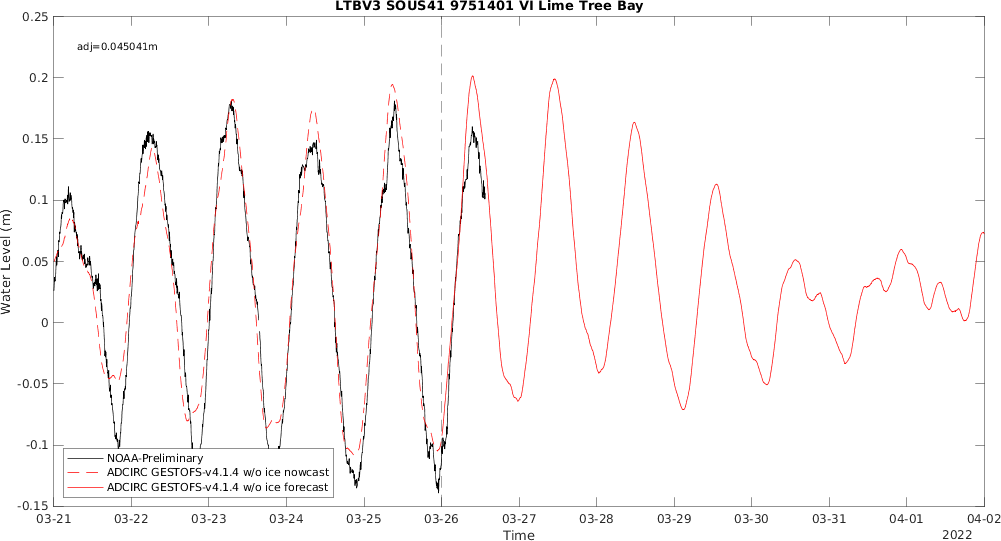 LTBV3 SOUS41 9751401 VI Lime Tree Bay
adj=0.045041m
Water Level (m)
0.25
0.2
0.15
0.1
0.05
0
-0.05
-0.1
-0.15
NOAA-Preliminary
ADCIRC GESTOFS-v4.1.4 w/o ice nowcast
ADCIRC GESTOFS-v4.1.4 w/o ice forecast
03-21 03-22 03-23 03-24 03-25 03-26 03-27 03-28 03-29 03-30 03-31 04-01 04-02
Time
2022